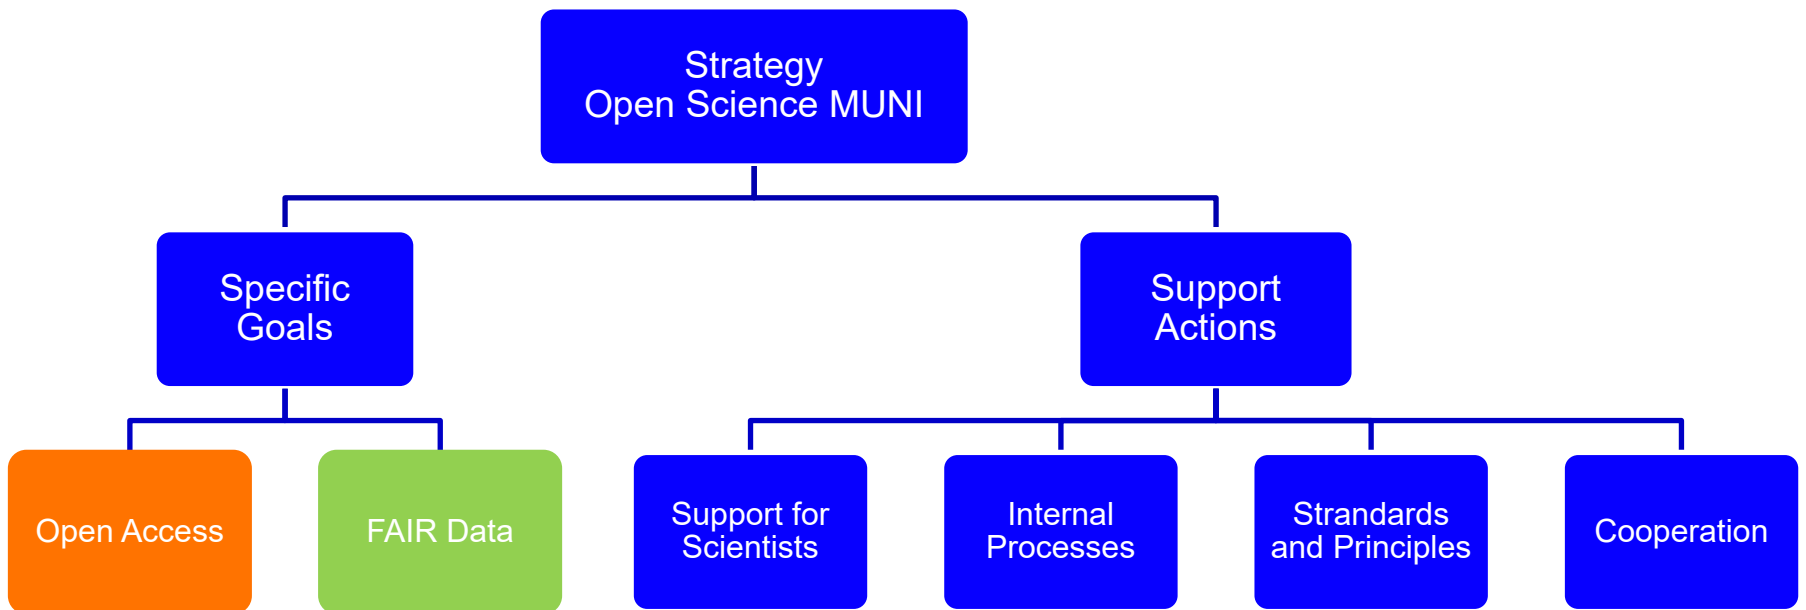 Strategy
Open Science MUNI
Specific
Goals
Support
Actions
Open Access
FAIR Data
Support for
Scientists
Internal
Processes
Strandards
and Principles
Cooperation